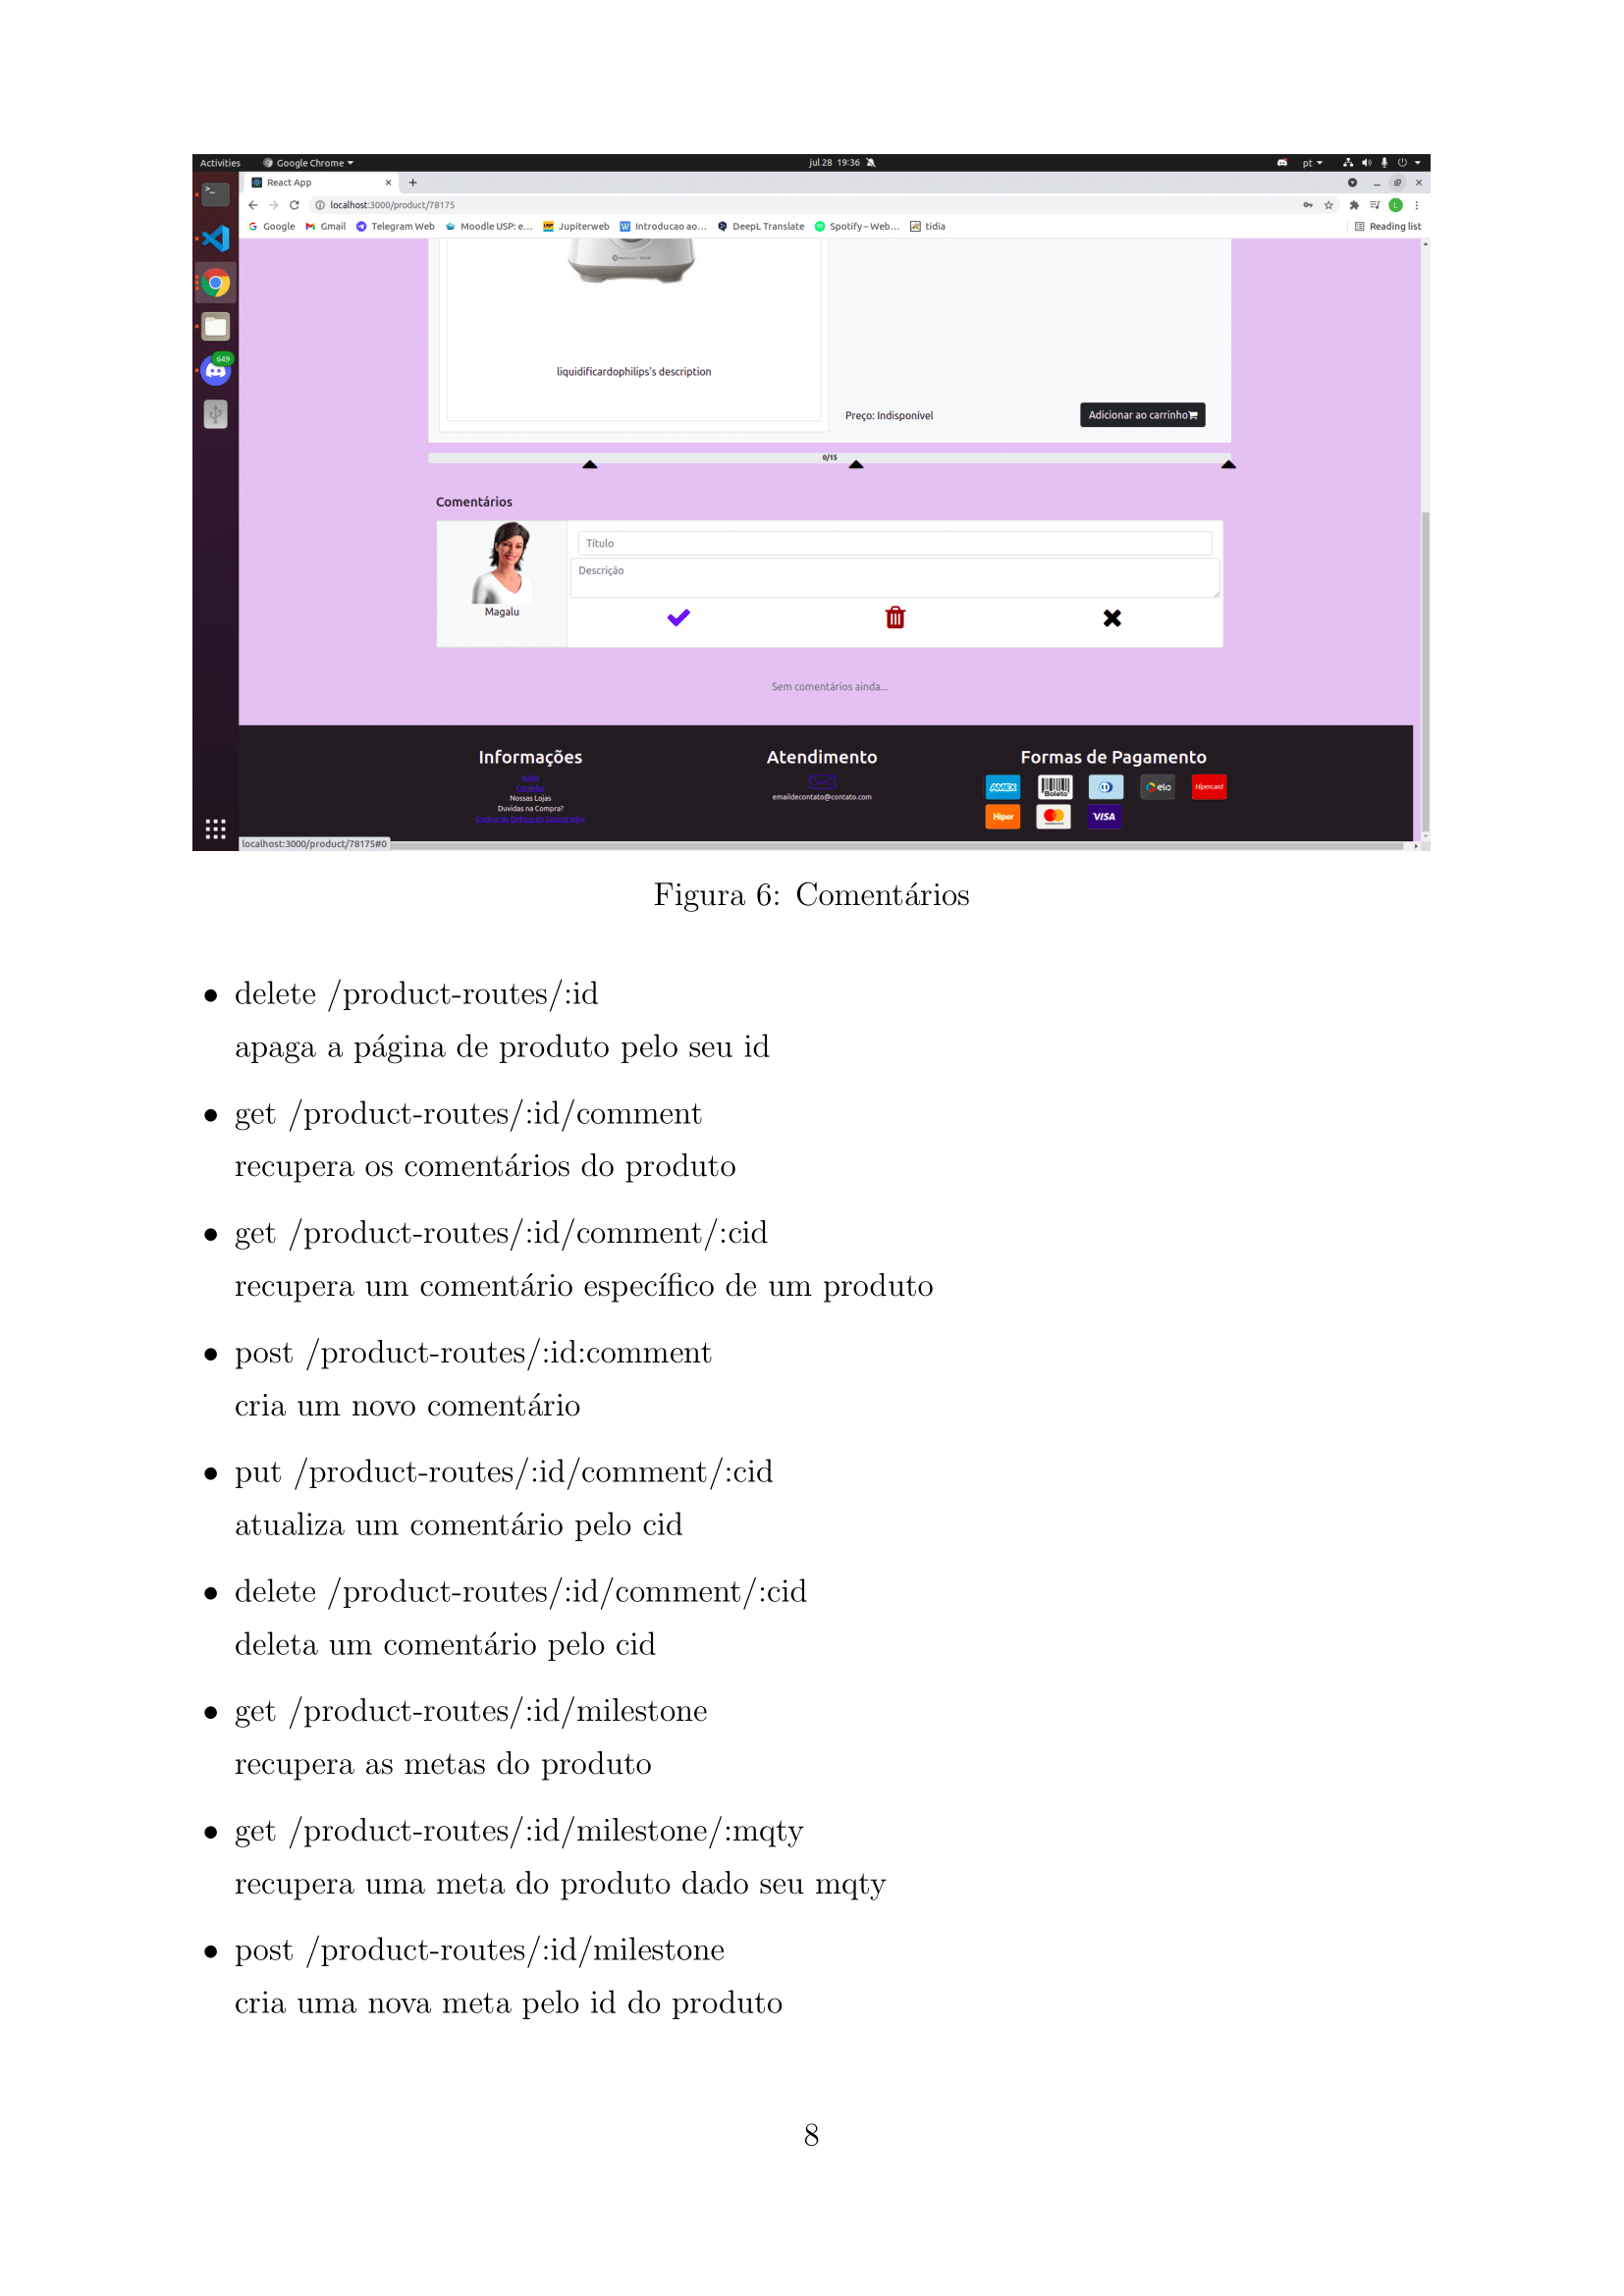 Activities Google Chrome jul 28 19:36 pt
React App
localhost:3000/product/78175
Google Gmail Telegram Web Moodle USP: e... Jupiterweb Introducao ao... DeepL Translate Spotify – Web... tidia Reading list
649
liquidificardophilips's description
Preço: Indisponível Adicionar ao carrinho
0/15
Comentários
Título
Descrição
Magalu
Sem comentários ainda...
Informações Atendimento Formas de Pagamento
Carrinho
Nossas Lojas
Duvidas na Compra?
Codigo de Defesa do Consumidor
emaildecontato@contato.com
AMEX Boleto elo Hipercard
Hiper VISA
localhost:3000/product/78175#0
Figura 6: Comentários
• delete /product-routes/:id
apaga a página de produto pelo seu id
• get /product-routes/:id/comment
recupera os comentários do produto
• get /product-routes/:id/comment/:cid
recupera um comentário específico de um produto
• post /product-routes/:id:comment
cria um novo comentário
• put /product-routes/:id/comment/:cid
atualiza um comentário pelo cid
• delete /product-routes/:id/comment/:cid
deleta um comentário pelo cid
• get /product-routes/:id/milestone
recupera as metas do produto
• get /product-routes/:id/milestone/:mqty
recupera uma meta do produto dado seu mqty
• post /product-routes/:id/milestone
cria uma nova meta pelo id do produto
8